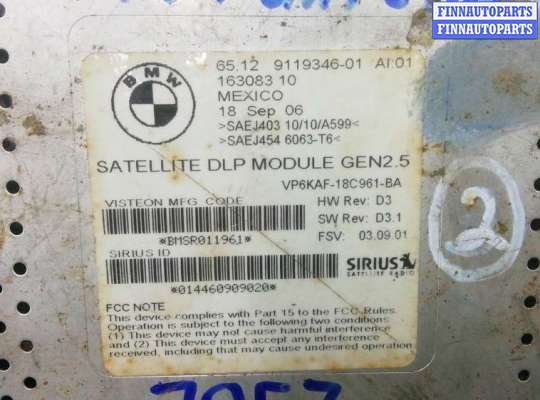 FINNAUTOPARTS
FINNAUTOPARTS
FINNAUTOPARTS
BMW
65.12 9119346-01 AI:01
163083 10
MEXICO
18 Sep 06
>SAEJ403 10/10/A599<
>SAEJ454 6063-T6<
SATELLITE DLP MODULE GEN2.5
VP6KAF-18C961-BA
VISTEON MFG CODE
HW Rev: D3
SW Rev: D3.1
*BMSR011961*
FSV: 03.09.01
SIRIUS ID
SIRIUS
SATELLITE RADIO
*014460909020*
2
FCC NOTE
This device complies with Part 15 to the FCC Rules.
Operation is subject to the following two conditions
(1) This device may not cause harmful interference
and (2) This device must accept any interference
received, including that may cause undesired operation